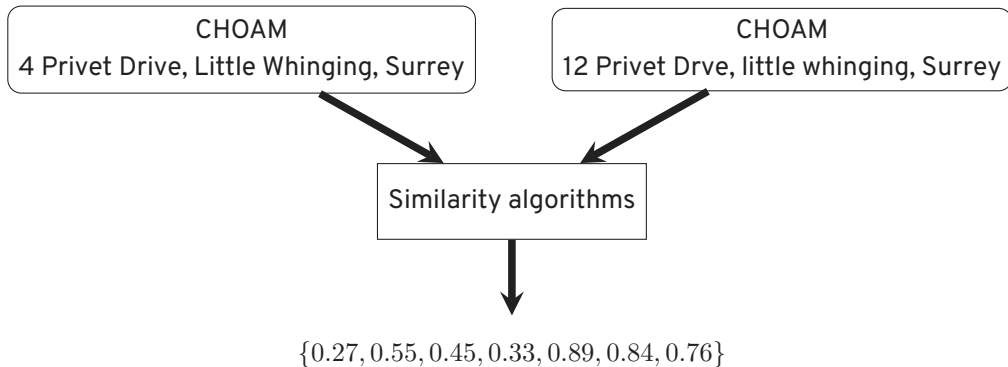 CHOAM
4 Privet Drive, Little Whinging, Surrey
CHOAM
12 Privet Drve, little whinging, Surrey
Similarity algorithms
{0.27, 0.55, 0.45, 0.33, 0.89, 0.84, 0.76}